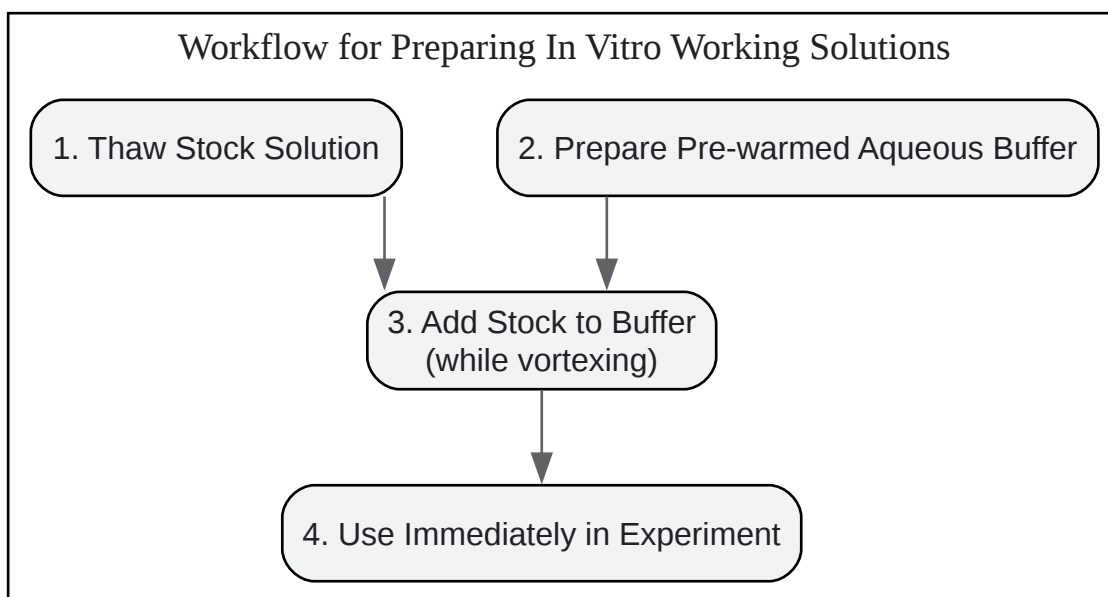 Workflow for Preparing In Vitro Working Solutions
1. Thaw Stock Solution
2. Prepare Pre-warmed Aqueous Buffer
3. Add Stock to Buffer
(while vortexing)
4. Use Immediately in Experiment